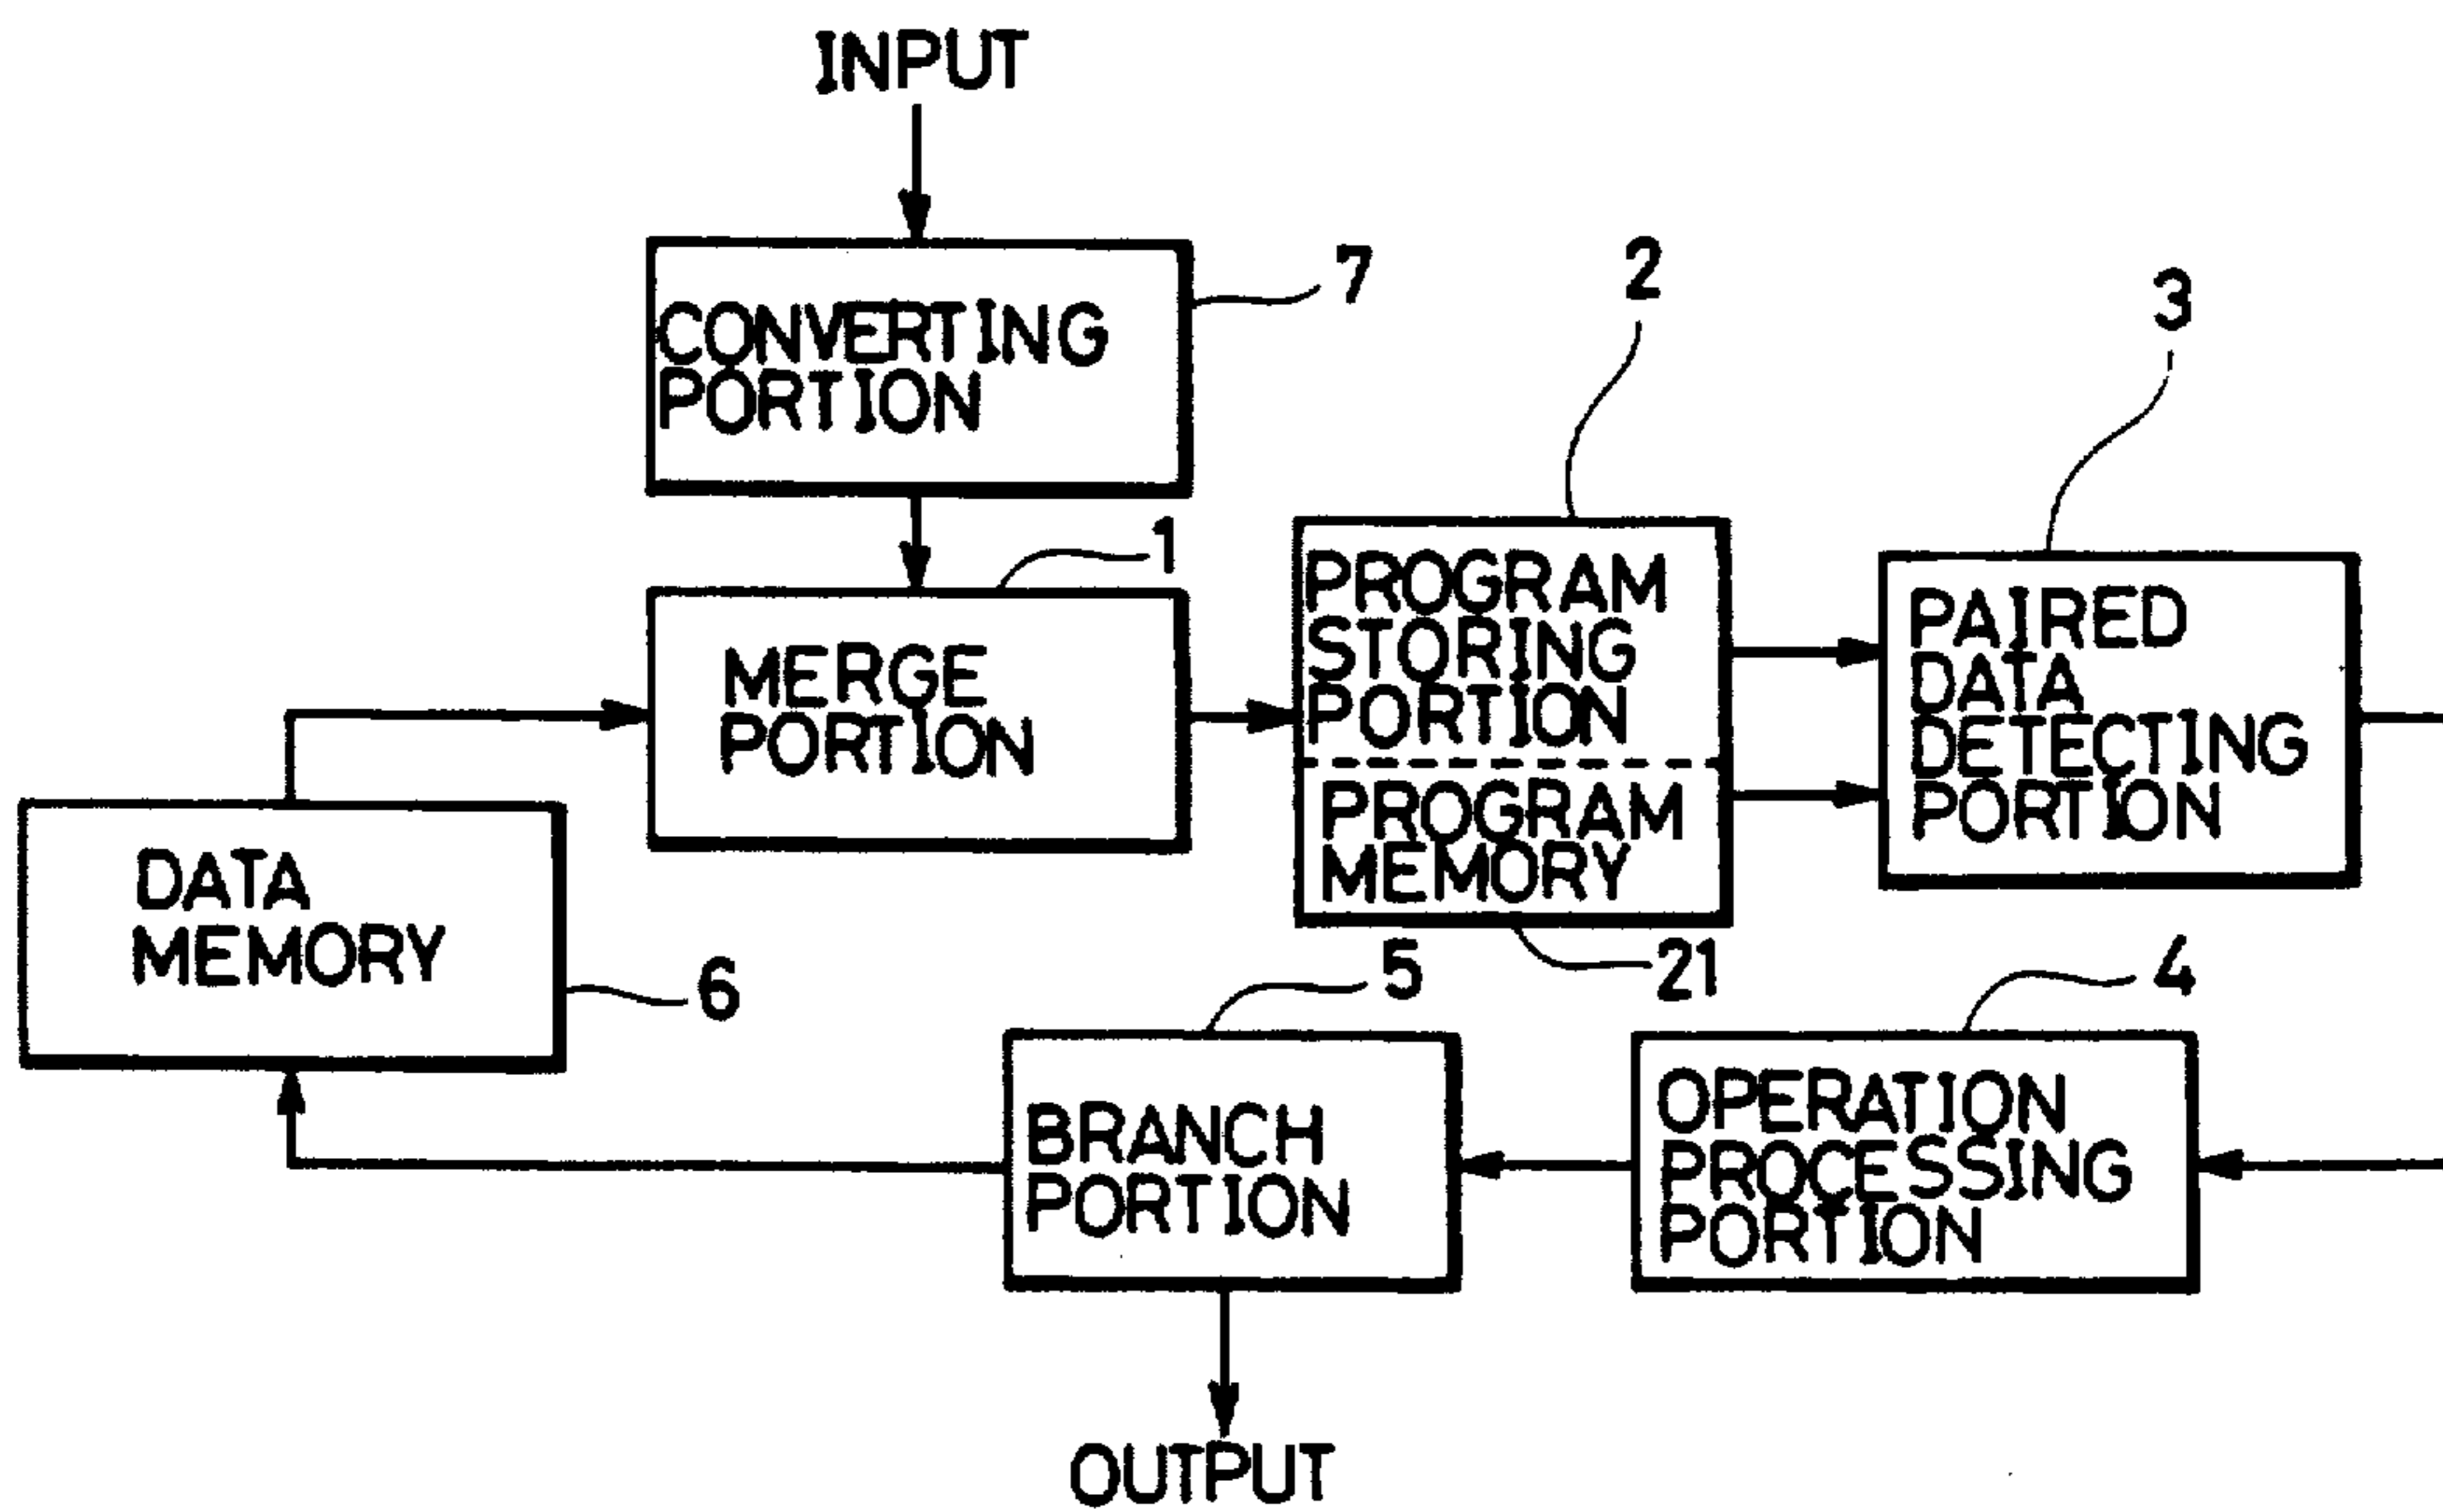 INPUT
CONVERTING
PORTION
7
2
3
1
MERGE
PORTION
PROGRAM
STORING
PORTION
PROGRAM
MEMORY
21
PAIRED
DATA
DETECTING
PORTION
DATA
MEMORY
6
5
4
BRANCH
PORTION
OPERATION
PROCESSING
PORTION
OUTPUT